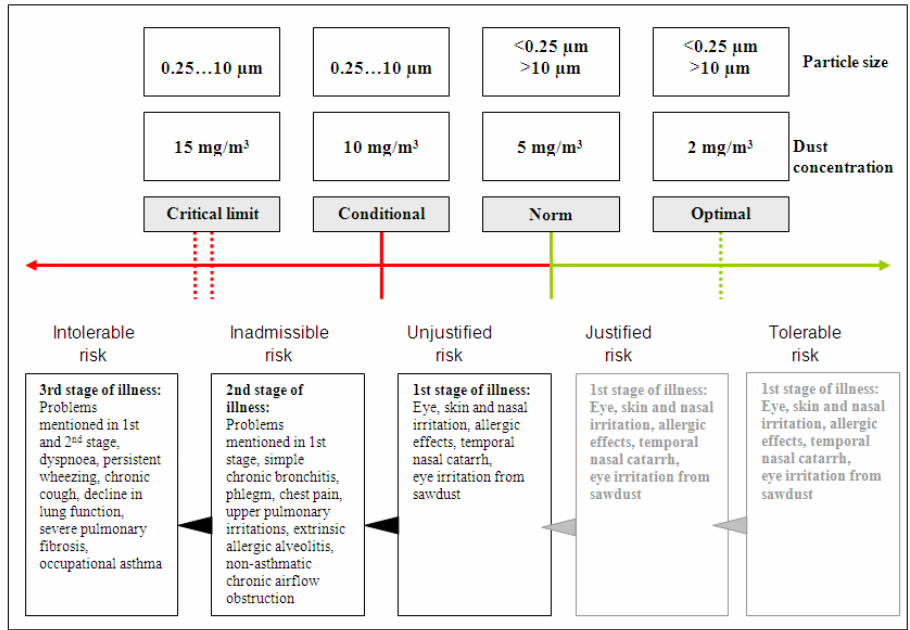 0.25…10 µm
0.25…10 µm
<0.25 µm
>10 µm
<0.25 µm
>10 µm
Particle size
15 mg/m³
10 mg/m³
5 mg/m³
2 mg/m³
Dust
concentration
Critical limit
Conditional
Norm
Optimal
Intolerable
risk
Inadmissible
risk
Unjustified
risk
Justified
risk
Tolerable
risk
3rd stage of illness:
Problems
mentioned in 1st
and 2nd stage,
dyspnoea, persistent
wheezing, chronic
cough, decline in
lung function,
severe pulmonary
fibrosis,
occupational asthma
2nd stage of
illness:
Problems
mentioned in 1st
stage, simple
chronic bronchitis,
phlegm, chest pain,
upper pulmonary
irritations, extrinsic
allergic alveolitis,
non-asthmatic
chronic airflow
obstruction
1st stage of illness:
Eye, skin and nasal
irritation, allergic
effects, temporal
nasal catarrh,
eye irritation from
sawdust
1st stage of illness:
Eye, skin and nasal
irritation, allergic
effects, temporal
nasal catarrh,
eye irritation from
sawdust
1st stage of illness:
Eye, skin and nasal
irritation, allergic
effects, temporal
nasal catarrh,
eye irritation from
sawdust